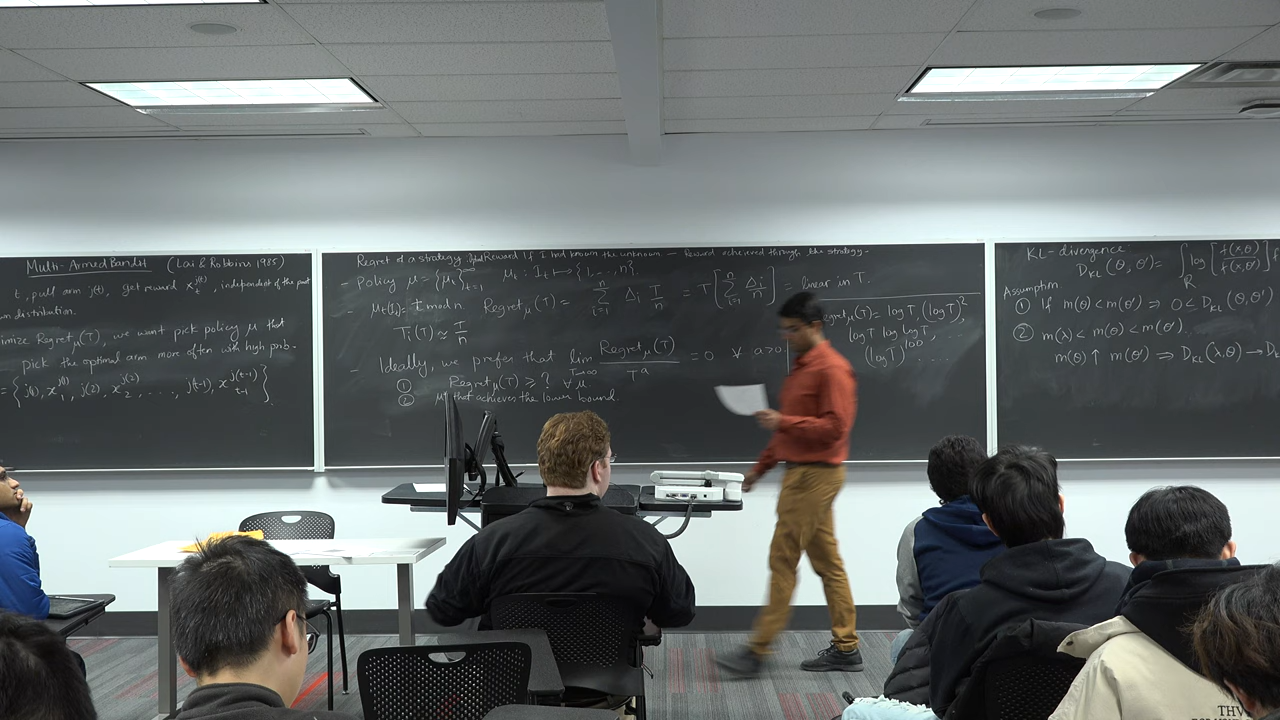 Multi-Armed Bandit (Lai & Robbins 1985)
t, pull arm j(t), get reward x_t^{j(t)}, independent of the past
n distribution.
imize Regret_μ(T), we want pick policy μ that
pick the optimal arm more often with high prob.
= {j(1), x_1^{j(1)}, j(2), x_2^{j(2)}, . . . , j(t-1), x_{t-1}^{j(t-1)}}
Regret of a strategy : Reward if I had known the unknown — Reward achieved through the strategy.
- Policy μ = {μ_t}_{t=1}^∞ μ_t : I_t ↦ {1, ..., n}
μ(t) = t mod n Regret_μ(T) = Σ_{i=1}^n Δ_i T/n = T [Σ_{i=1}^n Δ_i/n] = linear in T.
T_i(T) ≈ T/n
Regret_μ(T) = log T, (log T)^2,
log T log log T, ..
(log T)^100 . . . .
- Ideally, we prefer that lim_{T→∞} Regret_μ(T)/T^a = 0 ∀ a>0
① Regret_μ(T) ≥ ? ∀ μ
② μ that achieves the lower bound.
KL-divergence
D_KL(θ, θ') = ∫_R log [f(x,θ)/f(x,θ')]
Assumption
① If m(θ) < m(θ') ⇒ 0 ≤ D_KL(θ,θ')
② m(λ) < m(θ) < m(θ')
m(θ) ↑ m(θ') ⇒ D_KL(λ,θ) → D
THV